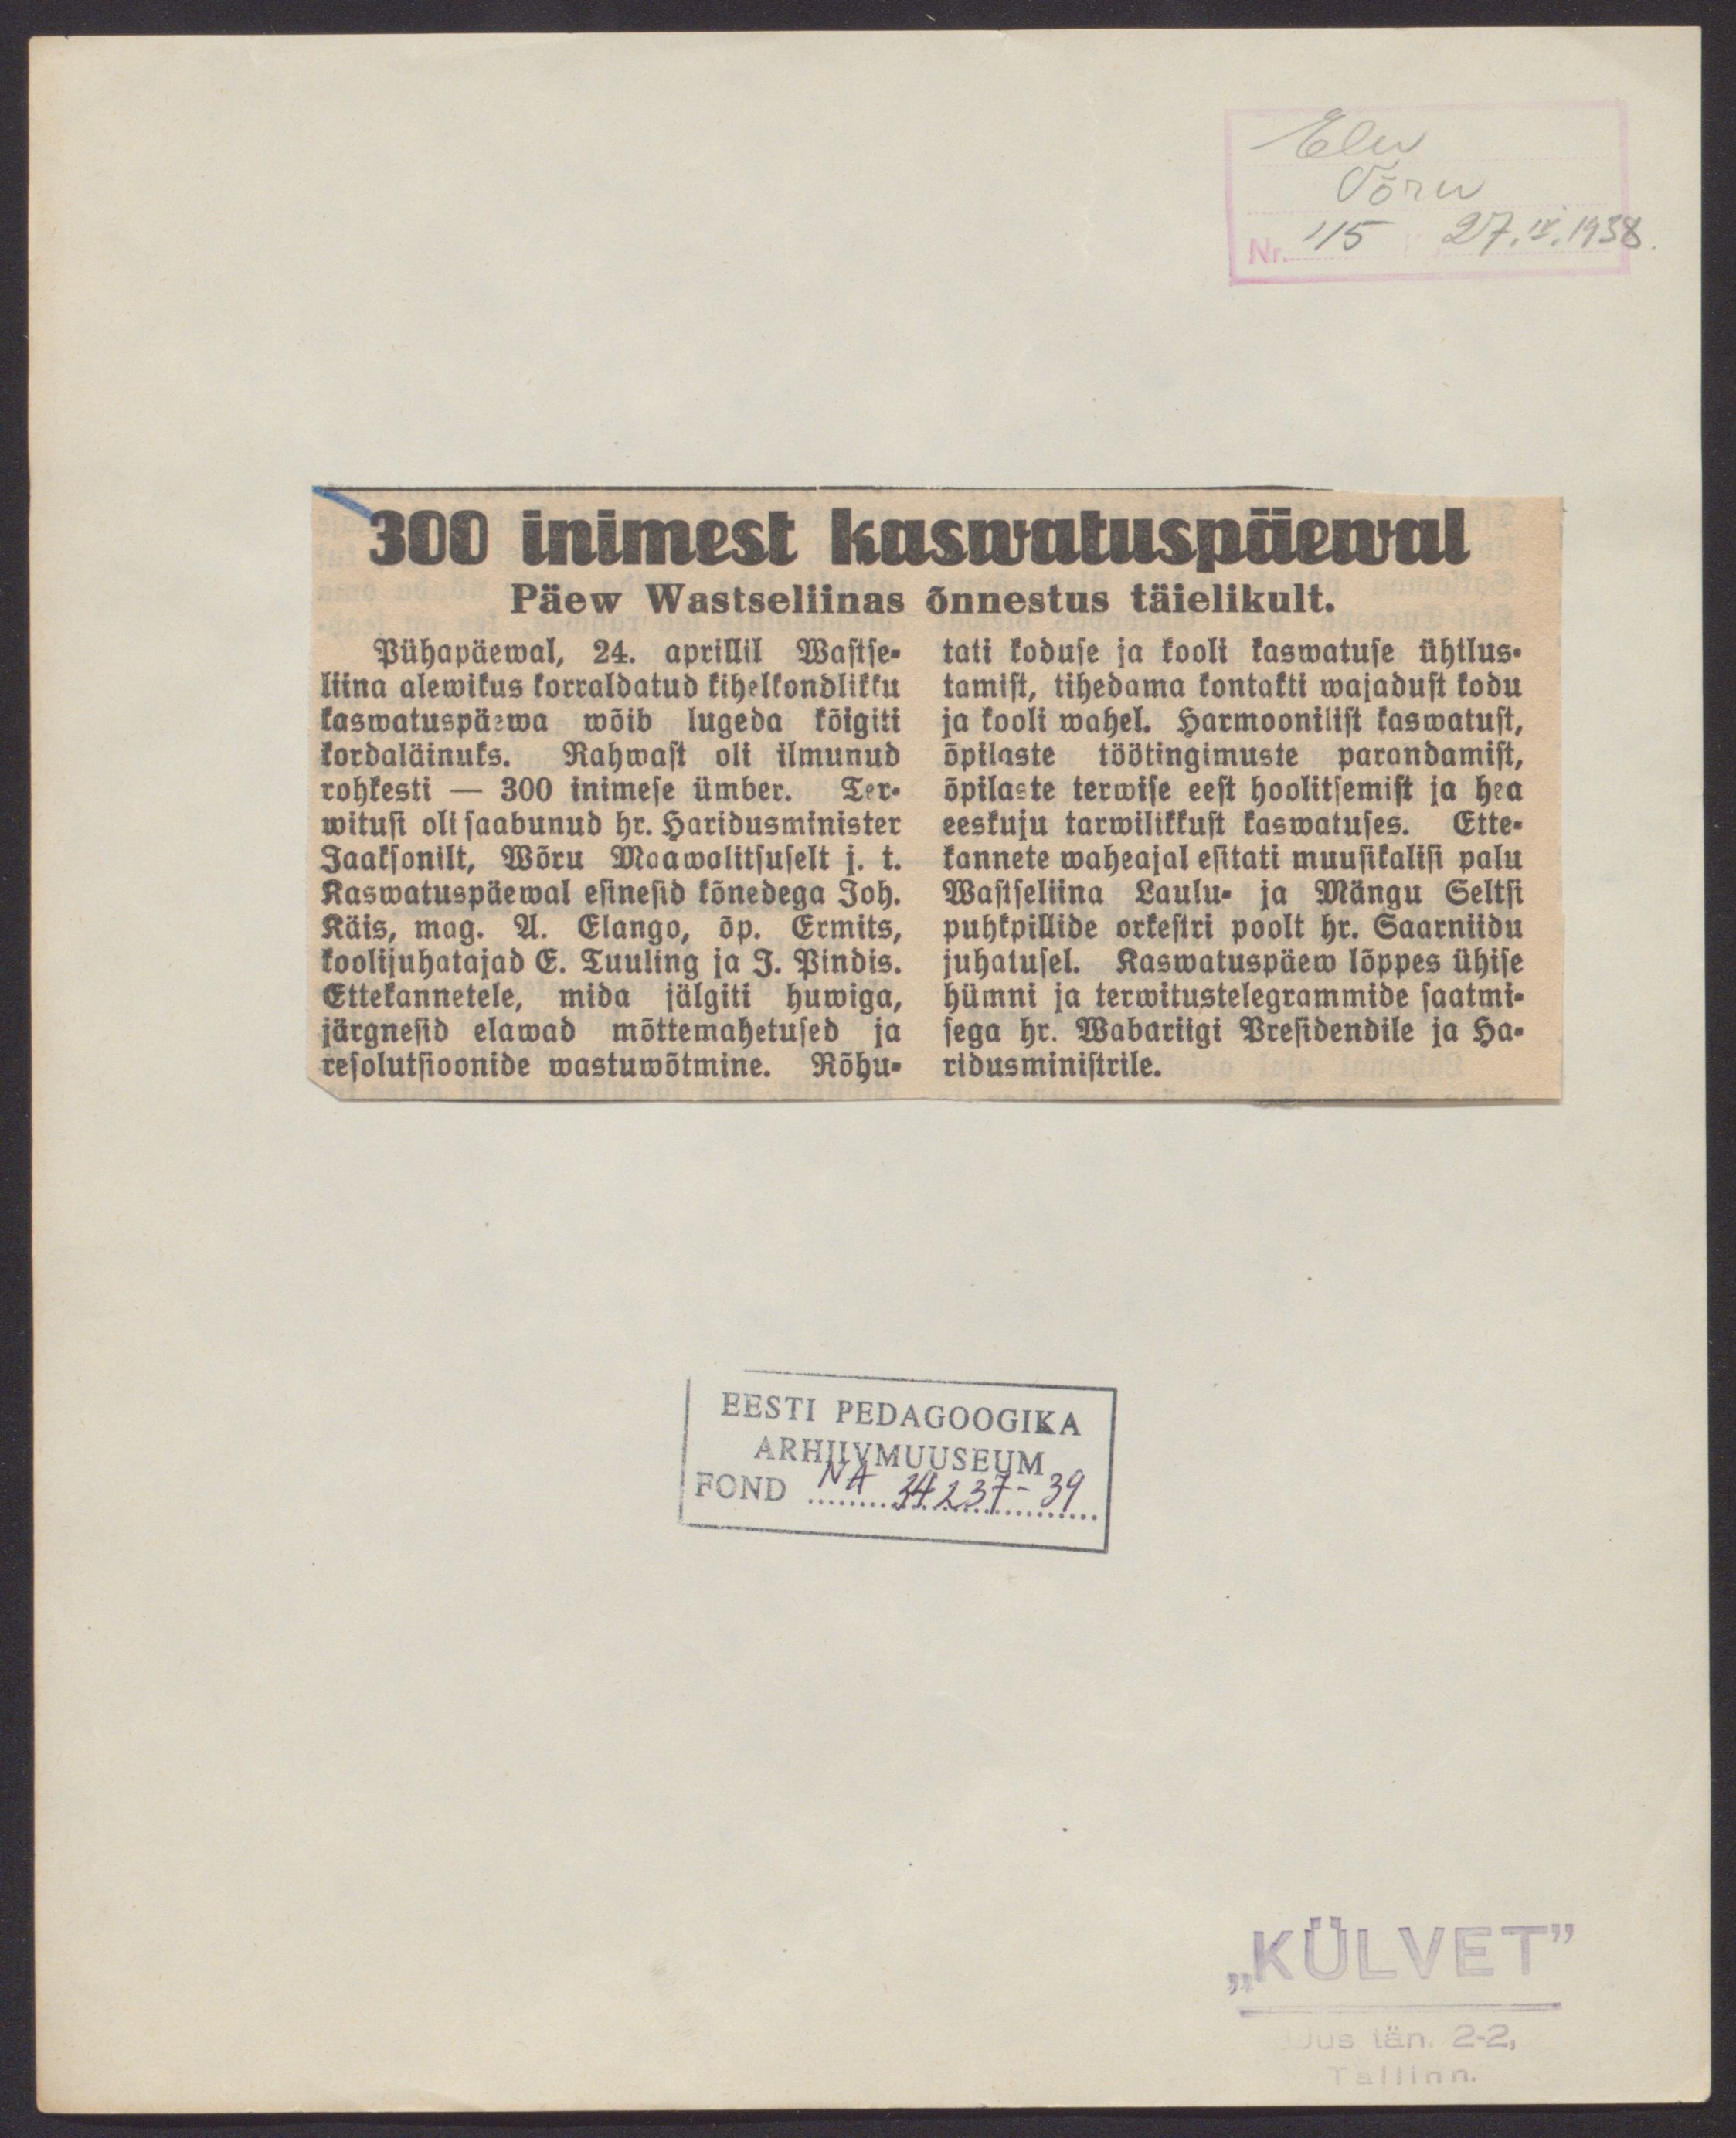 Elu
Võru
Nr. 115 27.IV.1938.
300 inimest kaswatuspäewal
Päew Wastseliinas õnnestus täielikult.
Pühapäewal, 24. aprillil Wastse-
liina alewikus korraldatud kihelkondlikku
kaswatuspäewa wõib lugeda kõigiti
kordaläinuks. Rahwast oli ilmunud
rohkesti — 300 inimese ümber. Ter-
witusi oli saabunud hr. Haridusminister
Jaaksonilt, Wõru Maawalitsuselt j. t.
Kaswatuspäewal esinesid kõnedega Joh.
Käis, mag. A. Elango, õp. Ermits,
koolijuhatajad E. Tuuling ja J. Pindis.
Ettekannetele, mida jälgiti huwiga,
järgnesid elawad mõttemahetused ja
resolutsioonide wastuwõtmine. Rõhu-
tati koduse ja kooli kaswatuse ühtlus-
tamist, tihedama kontakti wajadust kodu
ja kooli wahel. Harmoonilist kaswatust,
õpilaste töötingimuste parandamist,
õpilaste terwise eest hoolitsemist ja hea
eeskuju tarwilikkust kaswatuses. Ette-
kannete waheajal esitati muusikalisi palu
Wastseliina Laulu- ja Mängu Seltsi
puhkpillide orkestri poolt hr. Saarniidu
juhatusel. Kaswatuspäew lõppes ühise
hümni ja terwitustelegrammide saatmi-
sega hr. Wabariigi Presidendile ja Ha-
ridusministrile.
EESTI PEDAGOOGIKA
ARHIIVMUUSEUM
FOND NA 34237-39
„KÜLVET”
Uus tän. 2-2,
Tallinn.